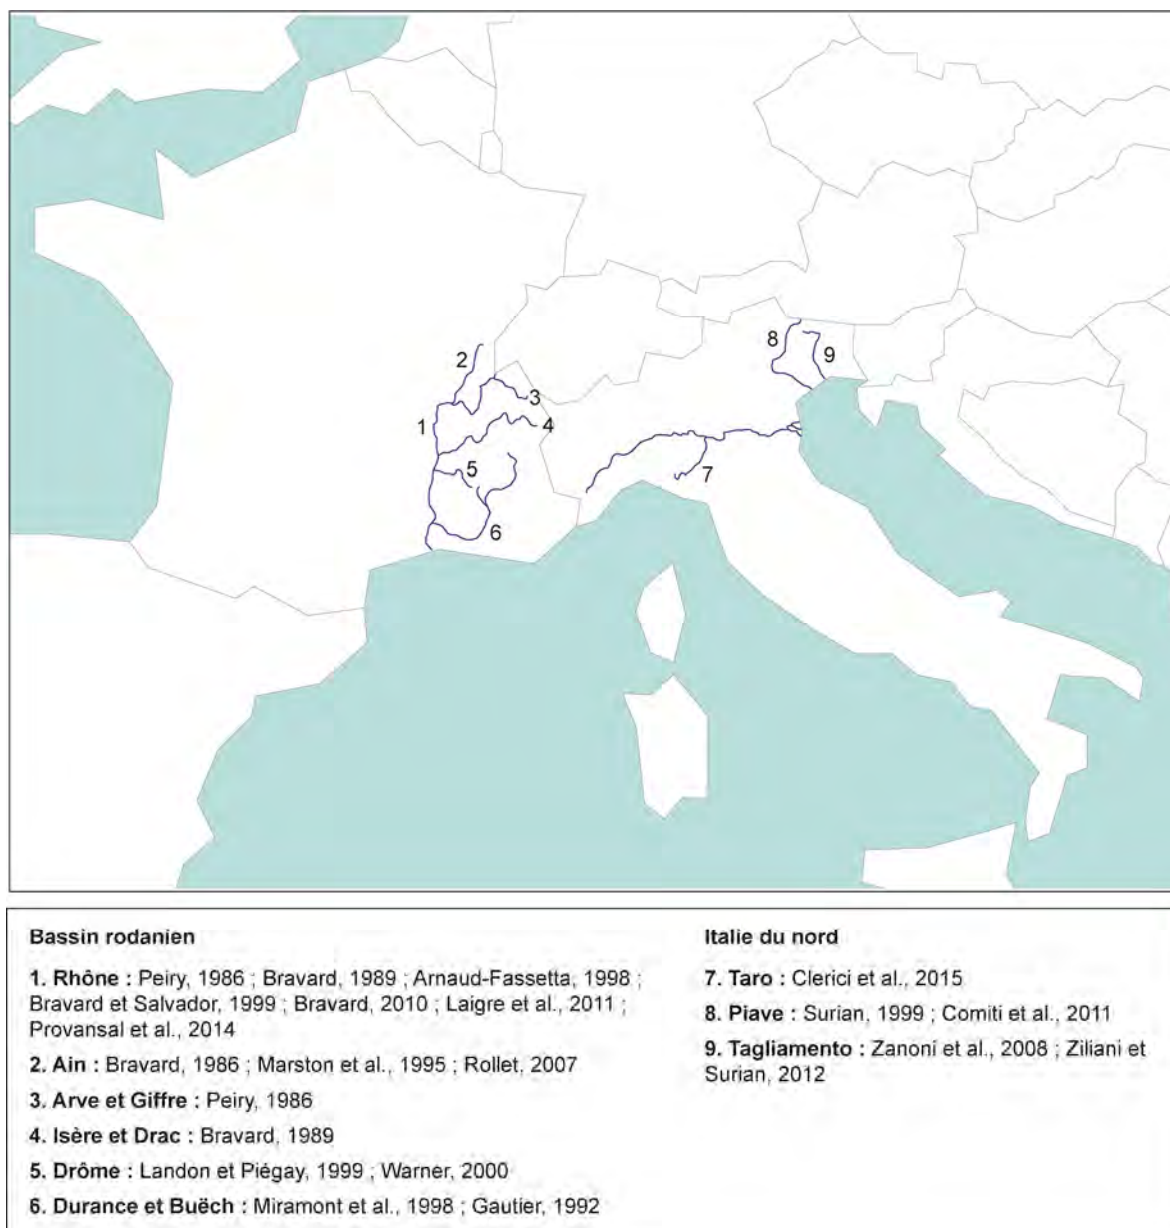 8
9
2
3
1
4
5
7
6
Bassin rodanien
1. Rhône : Peiry, 1986 ; Bravard, 1989 ; Arnaud-Fassetta, 1998 ;
Bravard et Salvador, 1999 ; Bravard, 2010 ; Laigre et al., 2011 ;
Provansal et al., 2014
2. Ain : Bravard, 1986 ; Marston et al., 1995 ; Rollet, 2007
3. Arve et Giffre : Peiry, 1986
4. Isère et Drac : Bravard, 1989
5. Drôme : Landon et Piégay, 1999 ; Warner, 2000
6. Durance et Buëch : Miramont et al., 1998 ; Gautier, 1992
Italie du nord
7. Taro : Clerici et al., 2015
8. Piave : Surian, 1999 ; Comiti et al., 2011
9. Tagliamento : Zanoni et al., 2008 ; Ziliani et
Surian, 2012